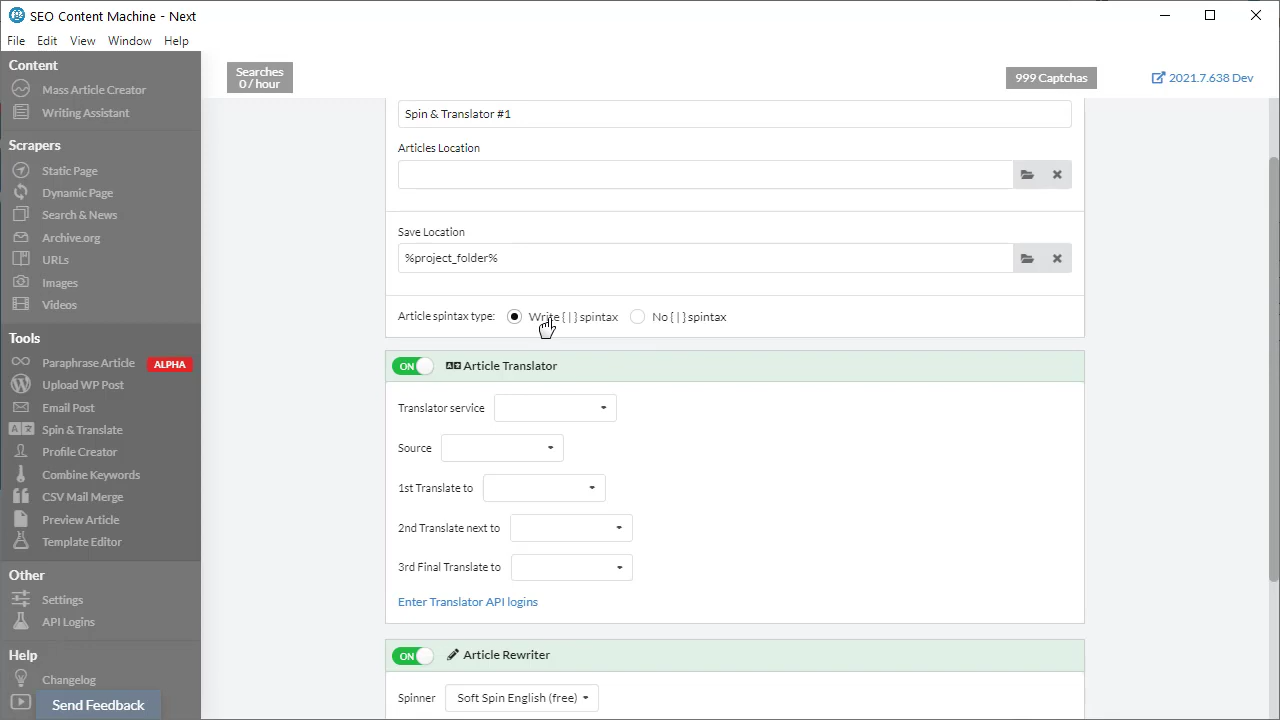 SEO Content Machine - Next
File Edit View Window Help
Content
Mass Article Creator
Writing Assistant
Scrapers
Static Page
Dynamic Page
Search & News
Archive.org
URLs
Images
Videos
Tools
Paraphrase Article ALPHA
Upload WP Post
Email Post
Spin & Translate
Profile Creator
Combine Keywords
CSV Mail Merge
Preview Article
Template Editor
Other
Settings
API Logins
Help
Changelog
Send Feedback
Searches
0 / hour
999 Captchas
2021.7.638 Dev
Spin & Translator #1
Articles Location
Save Location
%project_folder%
Article spintax type: Write { | } spintax No { | } spintax
ON Article Translator
Translator service
Source
1st Translate to
2nd Translate next to
3rd Final Translate to
Enter Translator API logins
ON Article Rewriter
Spinner Soft Spin English (free)